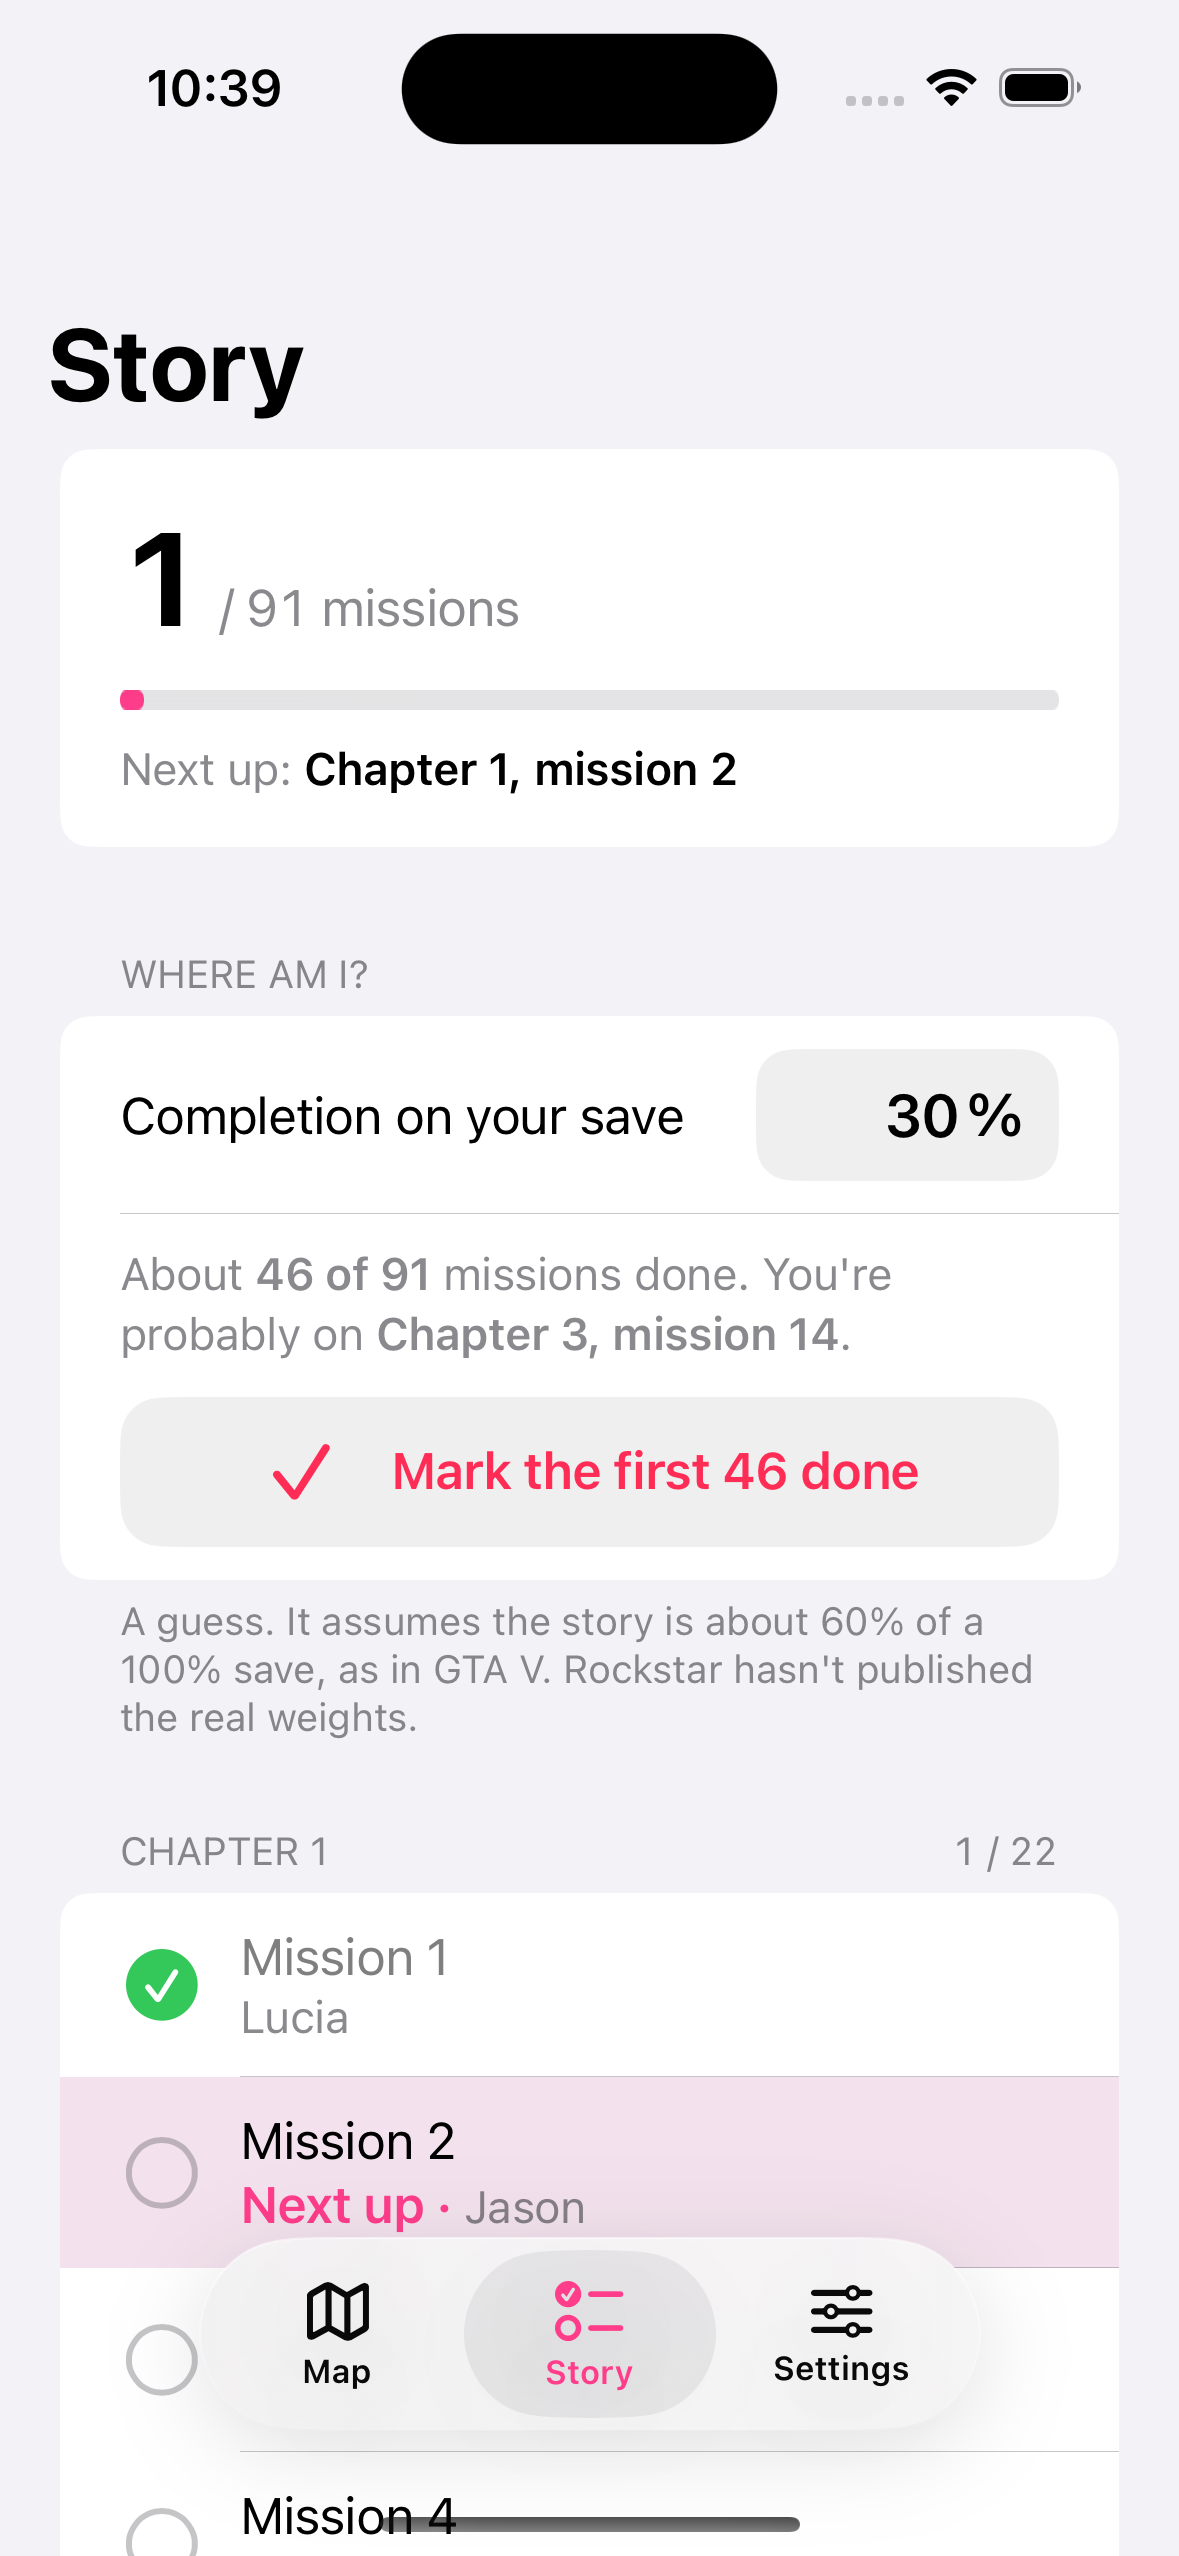 10:39
Story
1 / 91 missions
Next up: Chapter 1, mission 2
WHERE AM I?
Completion on your save 30 %
About 46 of 91 missions done. You're
probably on Chapter 3, mission 14.
Mark the first 46 done
A guess. It assumes the story is about 60% of a
100% save, as in GTA V. Rockstar hasn't published
the real weights.
CHAPTER 1 1 / 22
Mission 1
Lucia
Mission 2
Next up · Jason
Map Story Settings
Mission 4